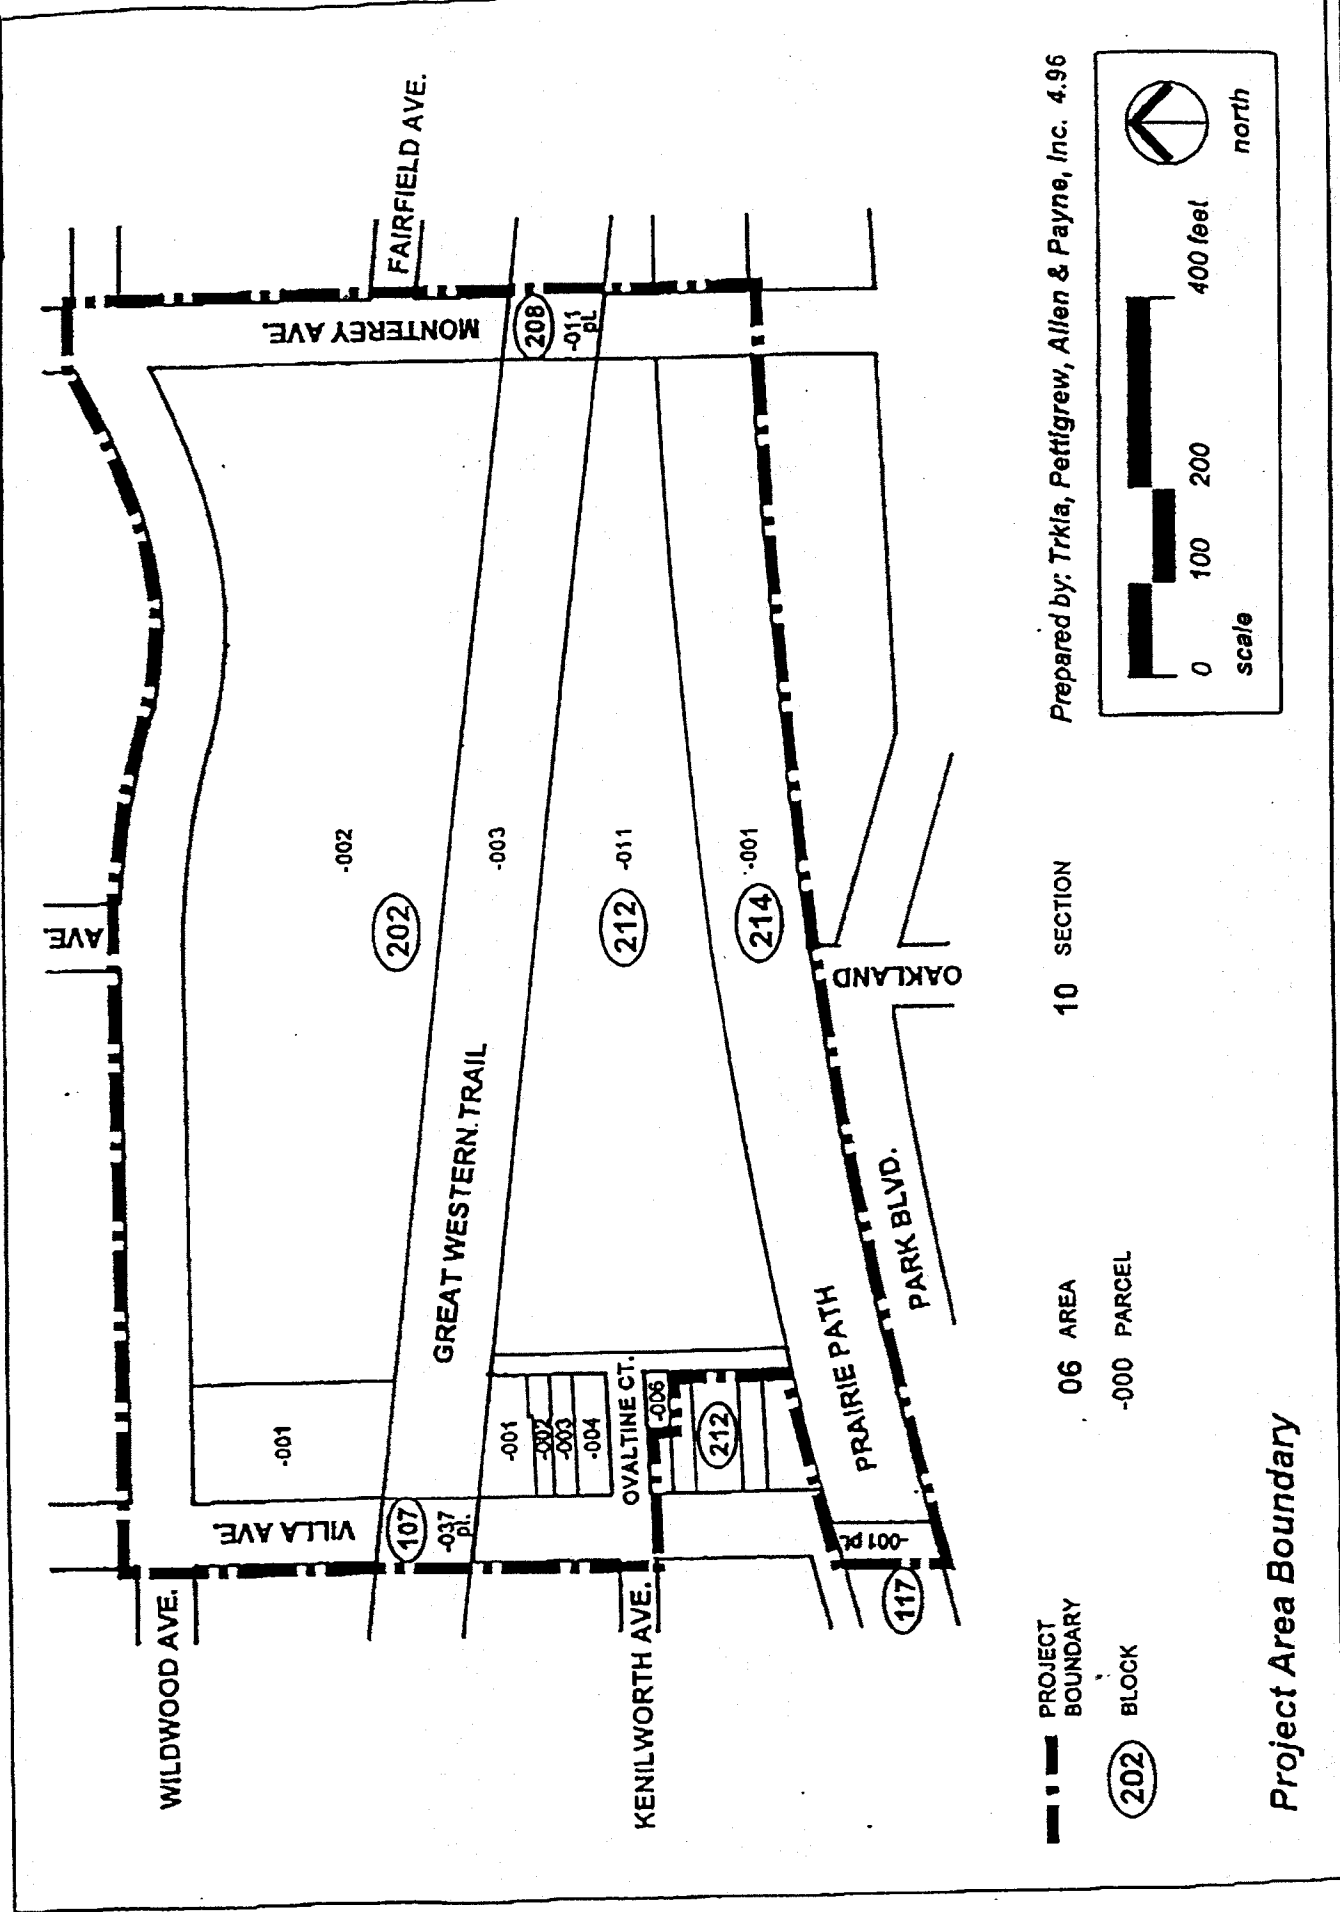 AVE.
WILDWOOD AVE.
VILLA AVE.
MONTEREY AVE.
FAIRFIELD AVE.
-001
-002
202
107
-037
pl.
GREAT WESTERN TRAIL
-003
208
-011
pt.
-001
-002
-003
-004
OVALTINE CT.
KENILWORTH AVE.
-006
212
212
-011
214
-001
PRAIRIE PATH
-001 pt.
117
PARK BLVD.
OAKLAND
PROJECT
BOUNDARY
202 BLOCK
06 AREA
-000 PARCEL
10 SECTION
Prepared by: Trkla, Pettigrew, Allen & Payne, Inc. 4.96
0 100 200 400 feet
scale
north
Project Area Boundary